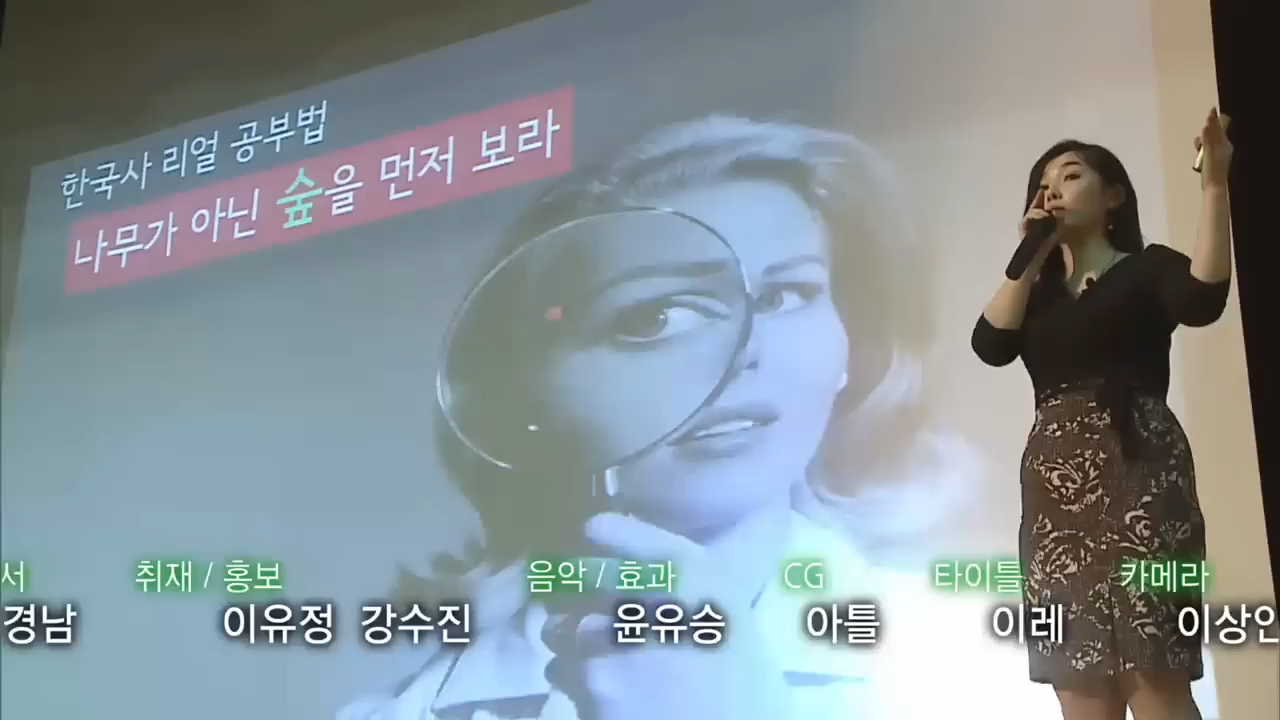 한국사 리얼 공부법
나무가 아닌 숲을 먼저 보라
서 취재 / 홍보 음악 / 효과 CG 타이틀 카메라
경남 이유정 강수진 윤유승 아틀 이레 이상인